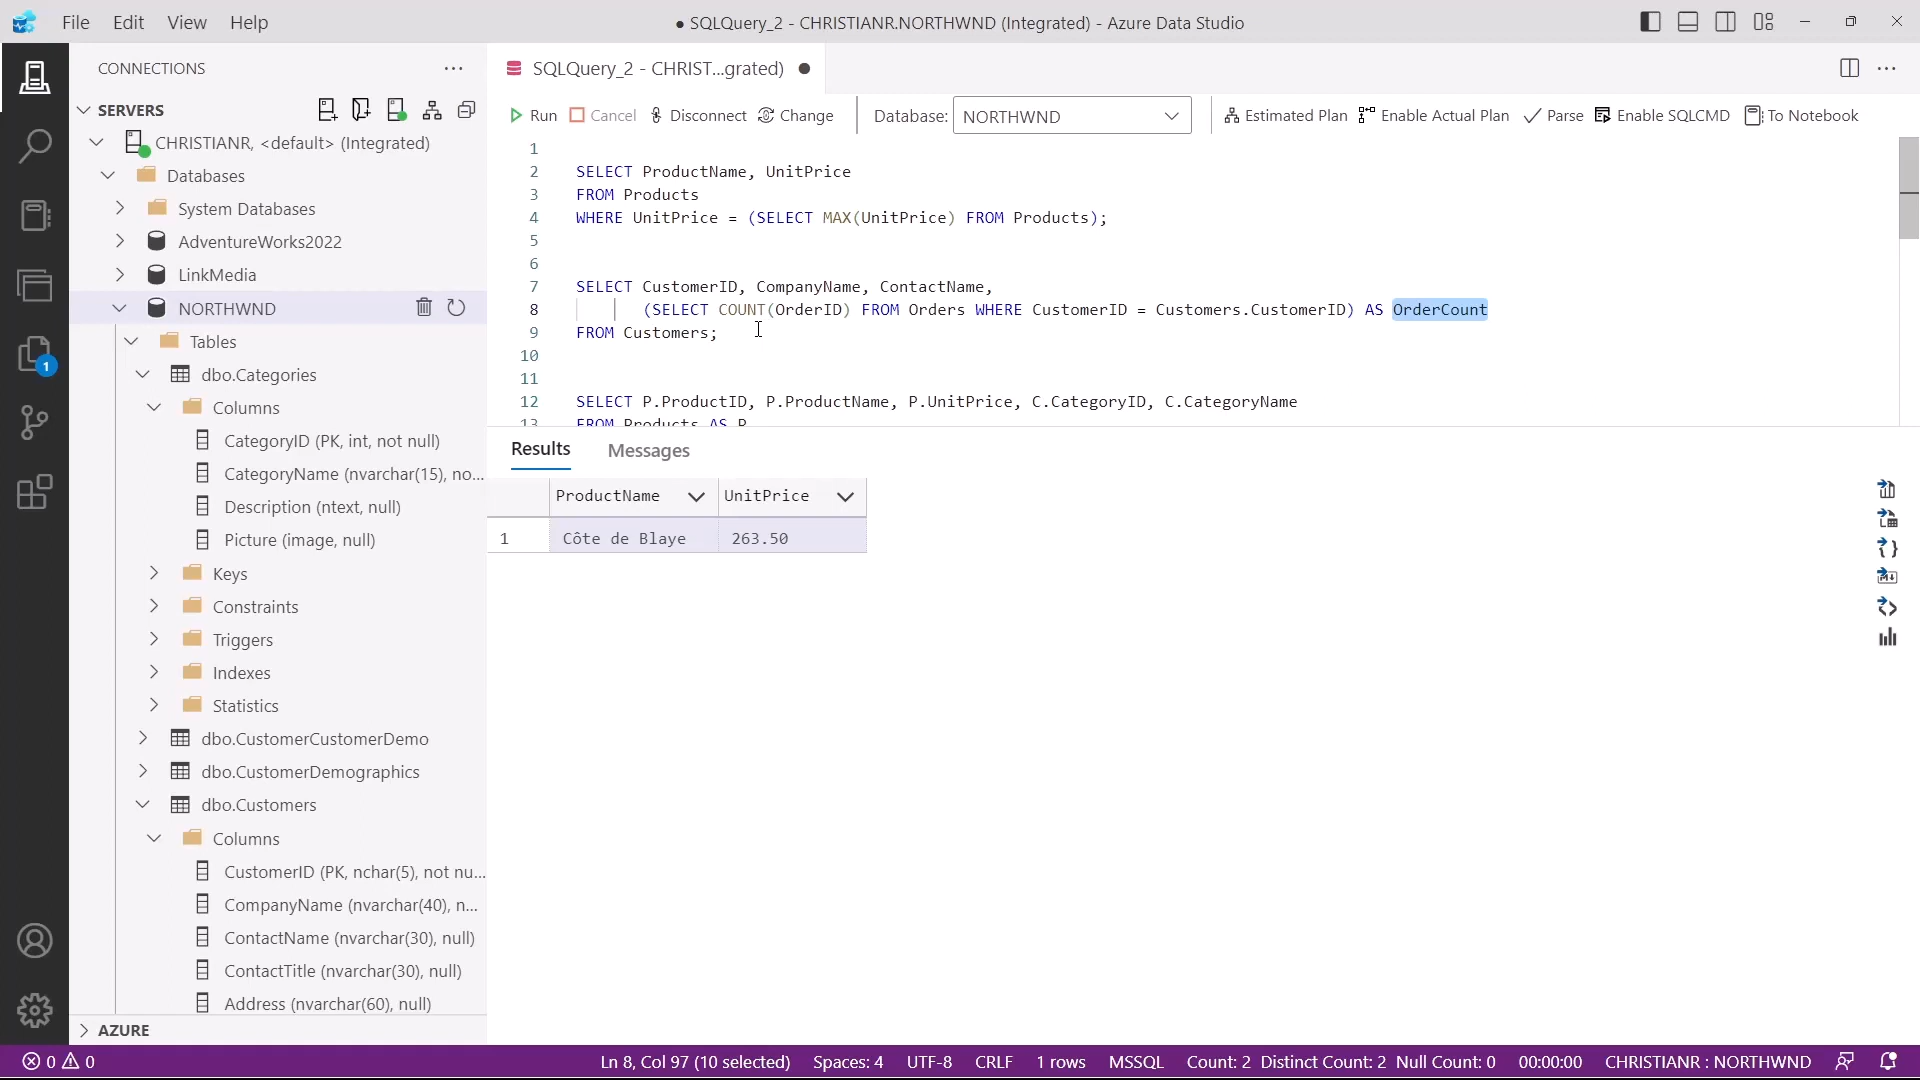 File Edit View Help
● SQLQuery_2 - CHRISTIANR.NORTHWND (Integrated) - Azure Data Studio
CONNECTIONS
SERVERS
CHRISTIANR, <default> (Integrated)
Databases
System Databases
AdventureWorks2022
LinkMedia
NORTHWND
Tables
dbo.Categories
Columns
CategoryID (PK, int, not null)
CategoryName (nvarchar(15), no...
Description (ntext, null)
Picture (image, null)
Keys
Constraints
Triggers
Indexes
Statistics
dbo.CustomerCustomerDemo
dbo.CustomerDemographics
dbo.Customers
Columns
CustomerID (PK, nchar(5), not nu...
CompanyName (nvarchar(40), n...
ContactName (nvarchar(30), null)
ContactTitle (nvarchar(30), null)
Address (nvarchar(60), null)
AZURE
1
SQLQuery_2 - CHRIST...grated) ●
Run Cancel Disconnect Change Database: NORTHWND Estimated Plan Enable Actual Plan Parse Enable SQLCMD To Notebook
1
2 SELECT ProductName, UnitPrice
3 FROM Products
4 WHERE UnitPrice = (SELECT MAX(UnitPrice) FROM Products);
5
6
7 SELECT CustomerID, CompanyName, ContactName,
8 (SELECT COUNT(OrderID) FROM Orders WHERE CustomerID = Customers.CustomerID) AS OrderCount
9 FROM Customers;
10
11
12 SELECT P.ProductID, P.ProductName, P.UnitPrice, C.CategoryID, C.CategoryName
13 FROM Products AS P
Results Messages
ProductName UnitPrice
1 Côte de Blaye 263.50
0 0 Ln 8, Col 97 (10 selected) Spaces: 4 UTF-8 CRLF 1 rows MSSQL Count: 2 Distinct Count: 2 Null Count: 0 00:00:00 CHRISTIANR : NORTHWND